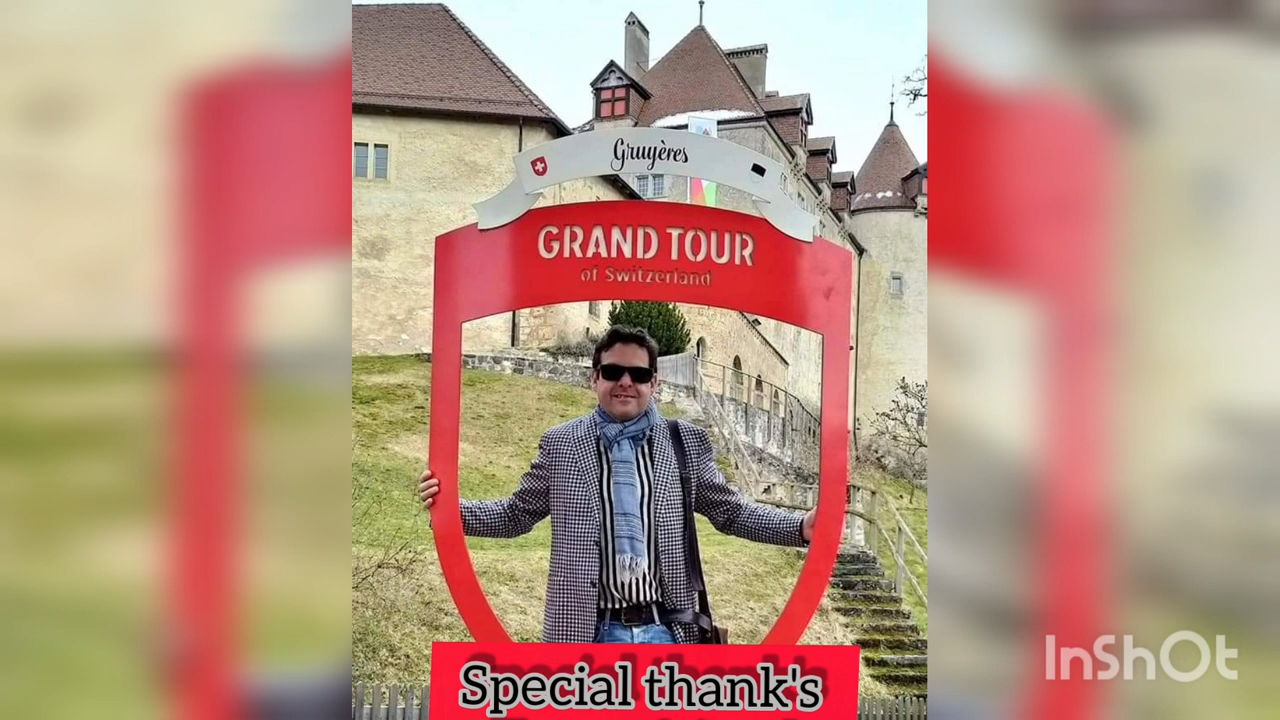 Gruyères
GRAND TOUR
of Switzerland
Special thank's
InShOt